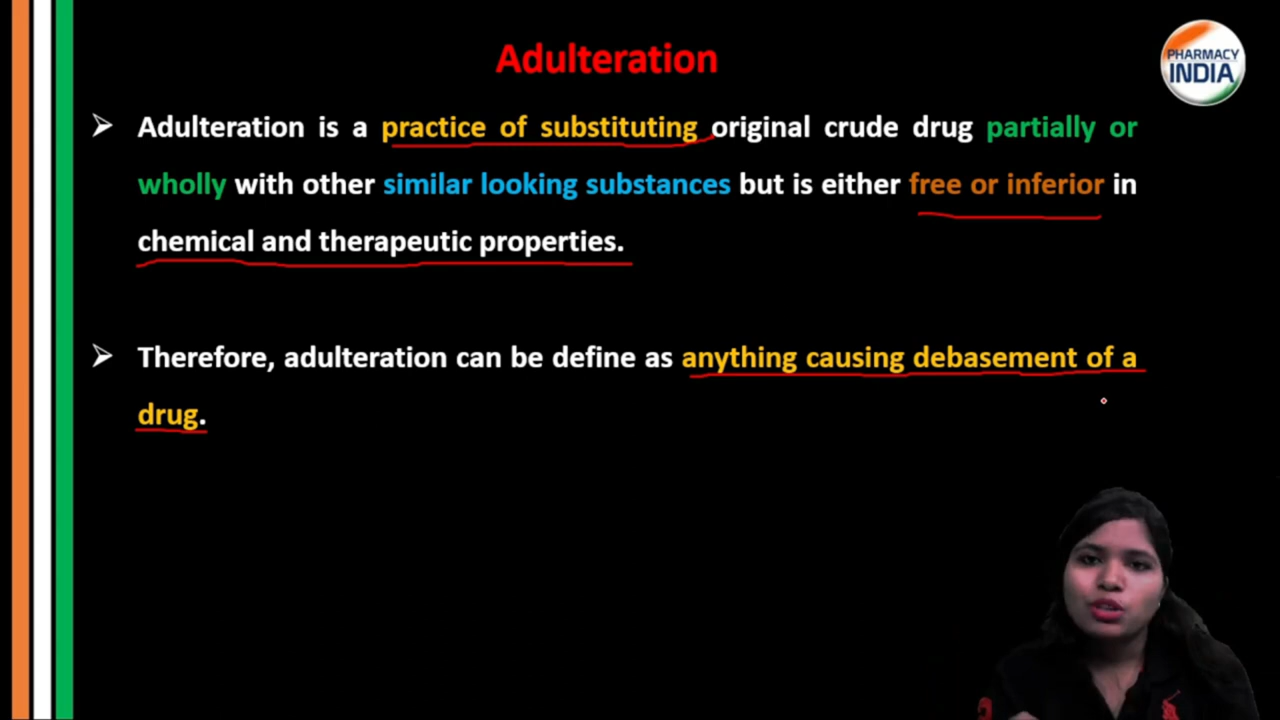 Adulteration
PHARMACY
INDIA
➢ Adulteration is a practice of substituting original crude drug partially or
wholly with other similar looking substances but is either free or inferior in
chemical and therapeutic properties.
➢ Therefore, adulteration can be define as anything causing debasement of a
drug.